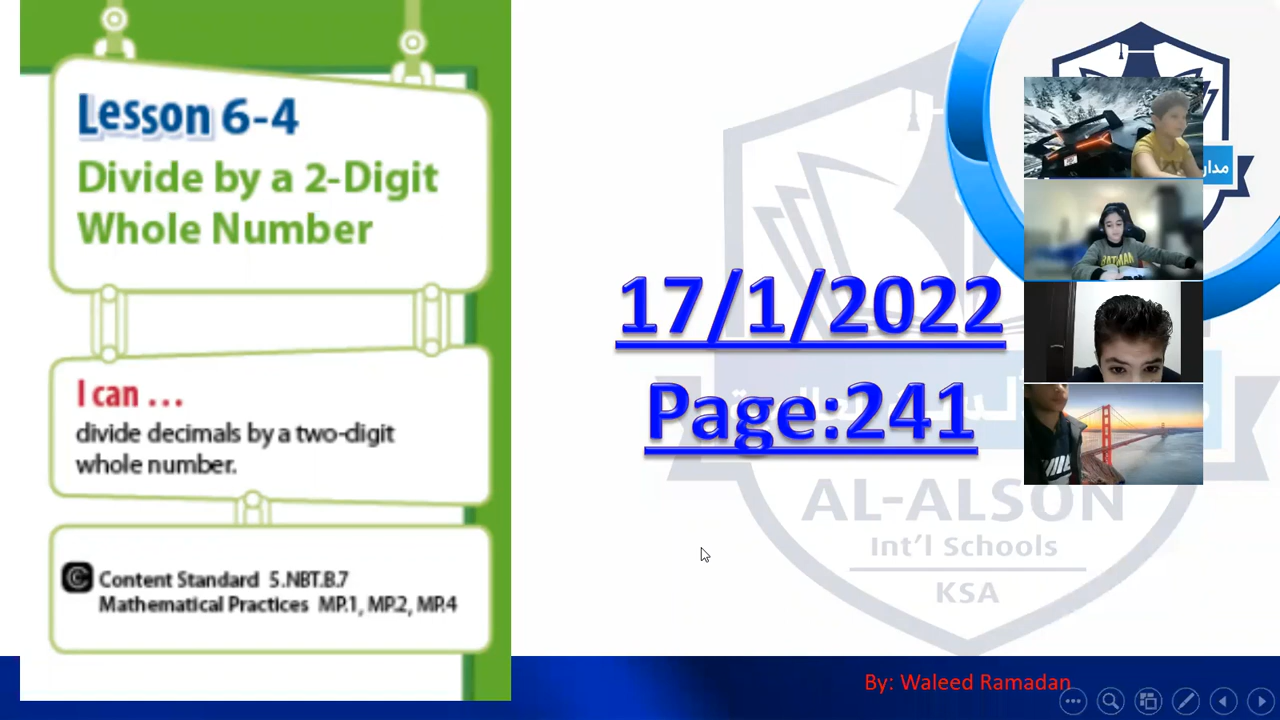 Lesson 6-4
Divide by a 2-Digit
Whole Number
I can ...
divide decimals by a two-digit
whole number.
C Content Standard 5.NBT.B.7
Mathematical Practices MP.1, MP.2, MP.4
17/1/2022
Page:241
AL-ALSON
Int'l Schools
KSA
BATMAN
By: Waleed Ramadan